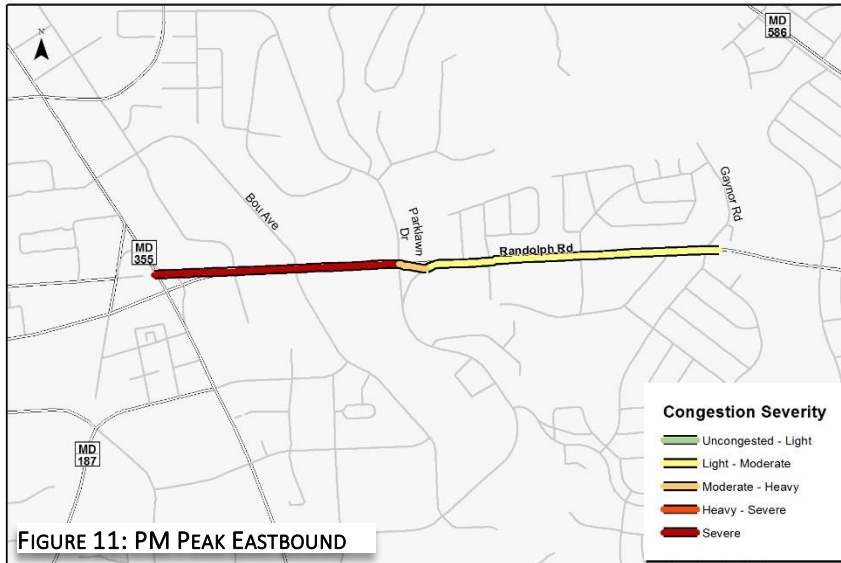 N
MD
586
Bou Ave
Parklawn
Dr
Gaynor Rd
MD
355
Randolph Rd
MD
187
Congestion Severity
Uncongested - Light
Light - Moderate
Moderate - Heavy
Heavy - Severe
Severe
FIGURE 11: PM PEAK EASTBOUND